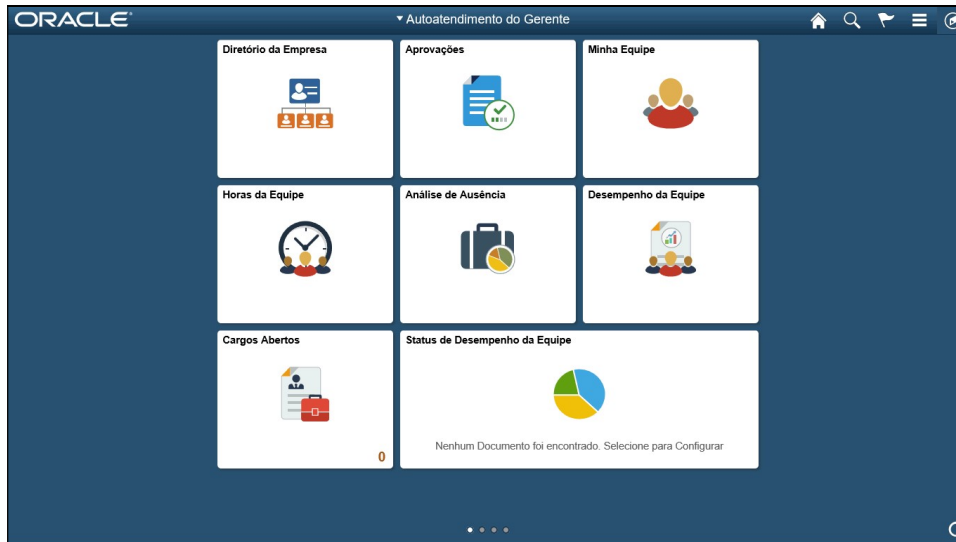 ORACLE
Autoatendimento do Gerente
Diretório da Empresa
Aprovações
Minha Equipe
Horas da Equipe
Análise de Ausência
Desempenho da Equipe
Cargos Abertos
0
Status de Desempenho da Equipe
Nenhum Documento foi encontrado. Selecione para Configurar